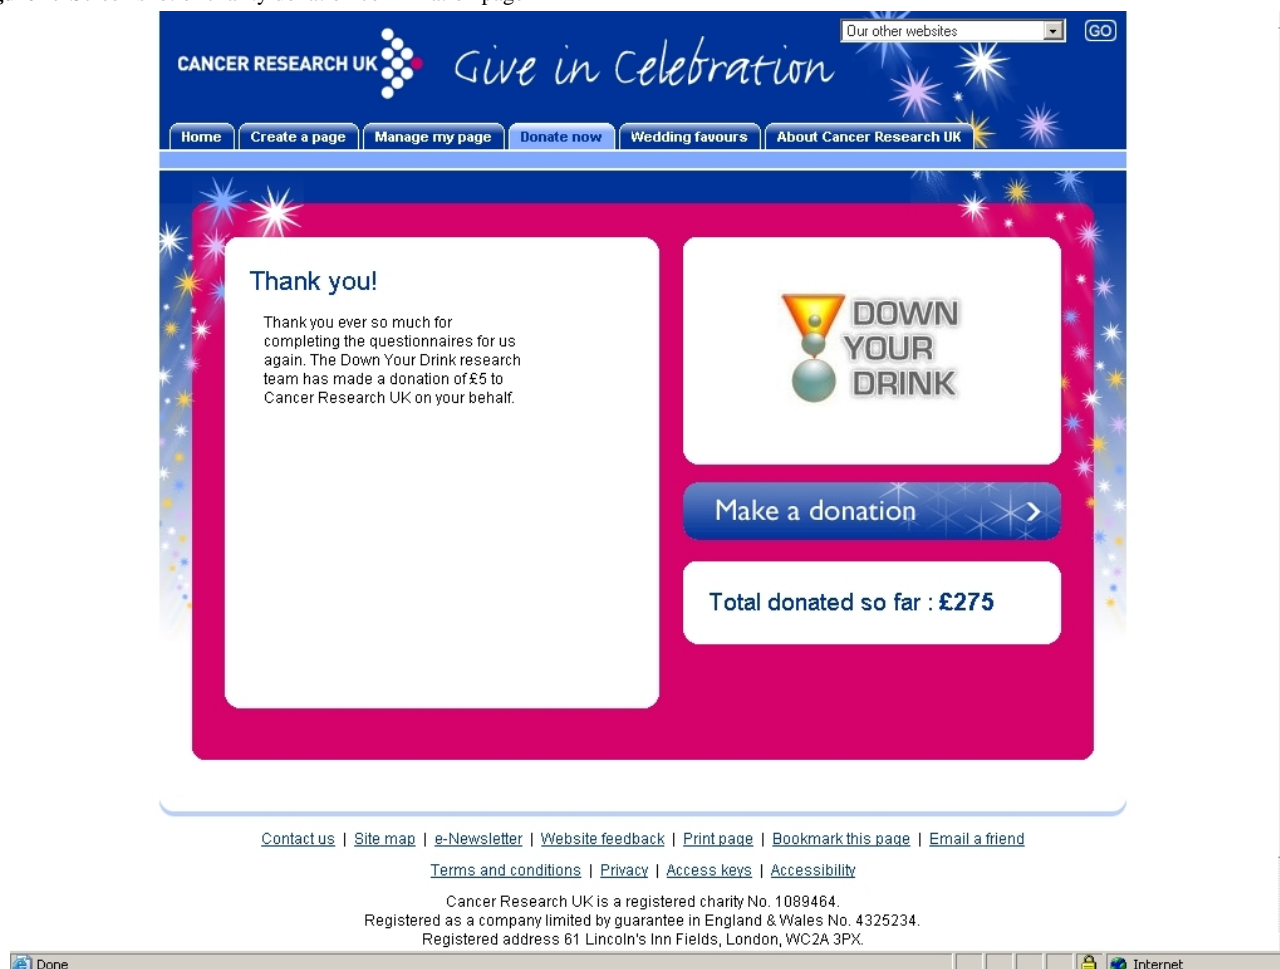 Our other websites
GO
CANCER RESEARCH UK
Give in Celebration
Home
Create a page
Manage my page
Donate now
Wedding favours
About Cancer Research UK
Thank you!
Thank you ever so much for
completing the questionnaires for us
again. The Down Your Drink research
team has made a donation of £5 to
Cancer Research UK on your behalf.
DOWN
YOUR
DRINK
Make a donation
Total donated so far : £275
Contact us | Site map | e-Newsletter | Website feedback | Print page | Bookmark this page | Email a friend
Terms and conditions | Privacy | Access keys | Accessibility
Cancer Research UK is a registered charity No. 1089464.
Registered as a company limited by guarantee in England & Wales No. 4325234.
Registered address 61 Lincoln's Inn Fields, London, WC2A 3PX.
Done
Internet